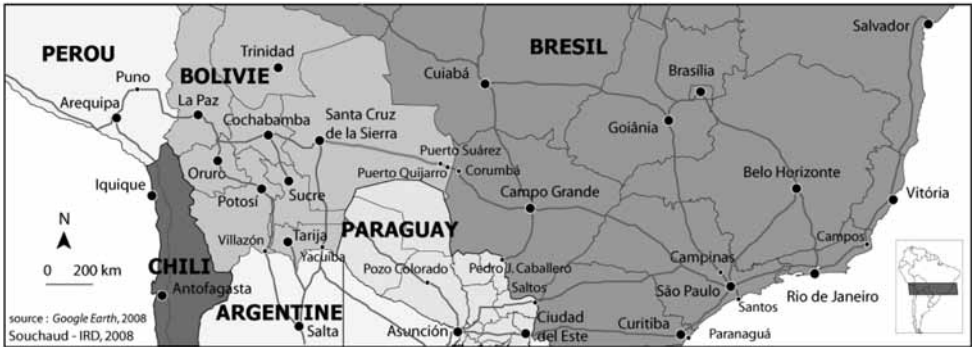 PEROU
BOLIVIE
BRESIL
PARAGUAY
CHILI
ARGENTINE
Salvador
Trinidad
Puno
Cuiabá
Brasília
La Paz
Arequipa
Cochabamba
Santa Cruz
de la Sierra
Goiânia
Puerto Suárez
Puerto Quijarro
Corumbá
Oruro
Belo Horizonte
Iquique
Potosí
Sucre
Campo Grande
Vitória
N
Villazón
Tarija
Yacuiba
Campos
0 200 km
Pozo Colorado
Pedro J. Caballero
Campinas
Antofagasta
Saltos
São Paulo
Santos
Rio de Janeiro
source : Google Earth, 2008
Souchaud - IRD, 2008
Salta
Asunción
Ciudad
del Este
Curitiba
Paranaguá